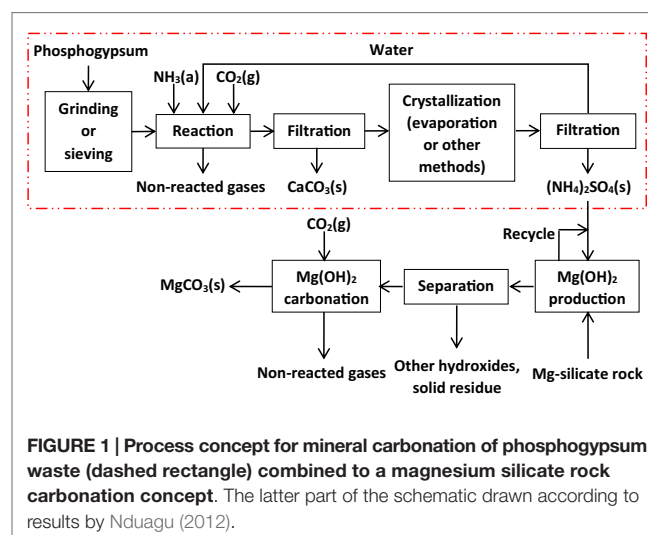 Phosphogypsum
Water
NH₃(a)
CO₂(g)
Grinding
or
sieving
Reaction
Filtration
Crystallization
(evaporation
or other
methods)
Filtration
Non-reacted gases
CaCO₃(s)
(NH₄)₂SO₄(s)
CO₂(g)
Recycle
MgCO₃(s)
Mg(OH)₂
carbonation
Separation
Mg(OH)₂
production
Non-reacted gases
Other hydroxides,
solid residue
Mg-silicate rock
FIGURE 1 | Process concept for mineral carbonation of phosphogypsum
waste (dashed rectangle) combined to a magnesium silicate rock
carbonation concept. The latter part of the schematic drawn according to
results by Nduagu (2012).